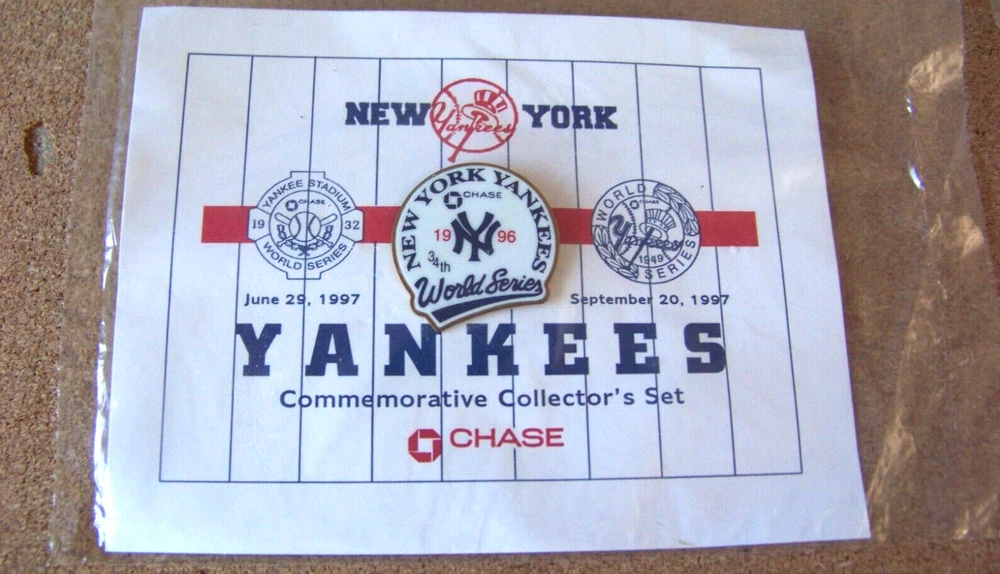 NEW Yankees YORK
YANKEE STADIUM
CHASE
19 32
WORLD SERIES
June 29, 1997
NEW YORK YANKEES
CHASE
19 NY 96
34th
World Series
WORLD
CHASE
Yankees
1949
SERIES
September 20, 1997
YANKEES
Commemorative Collector's Set
CHASE